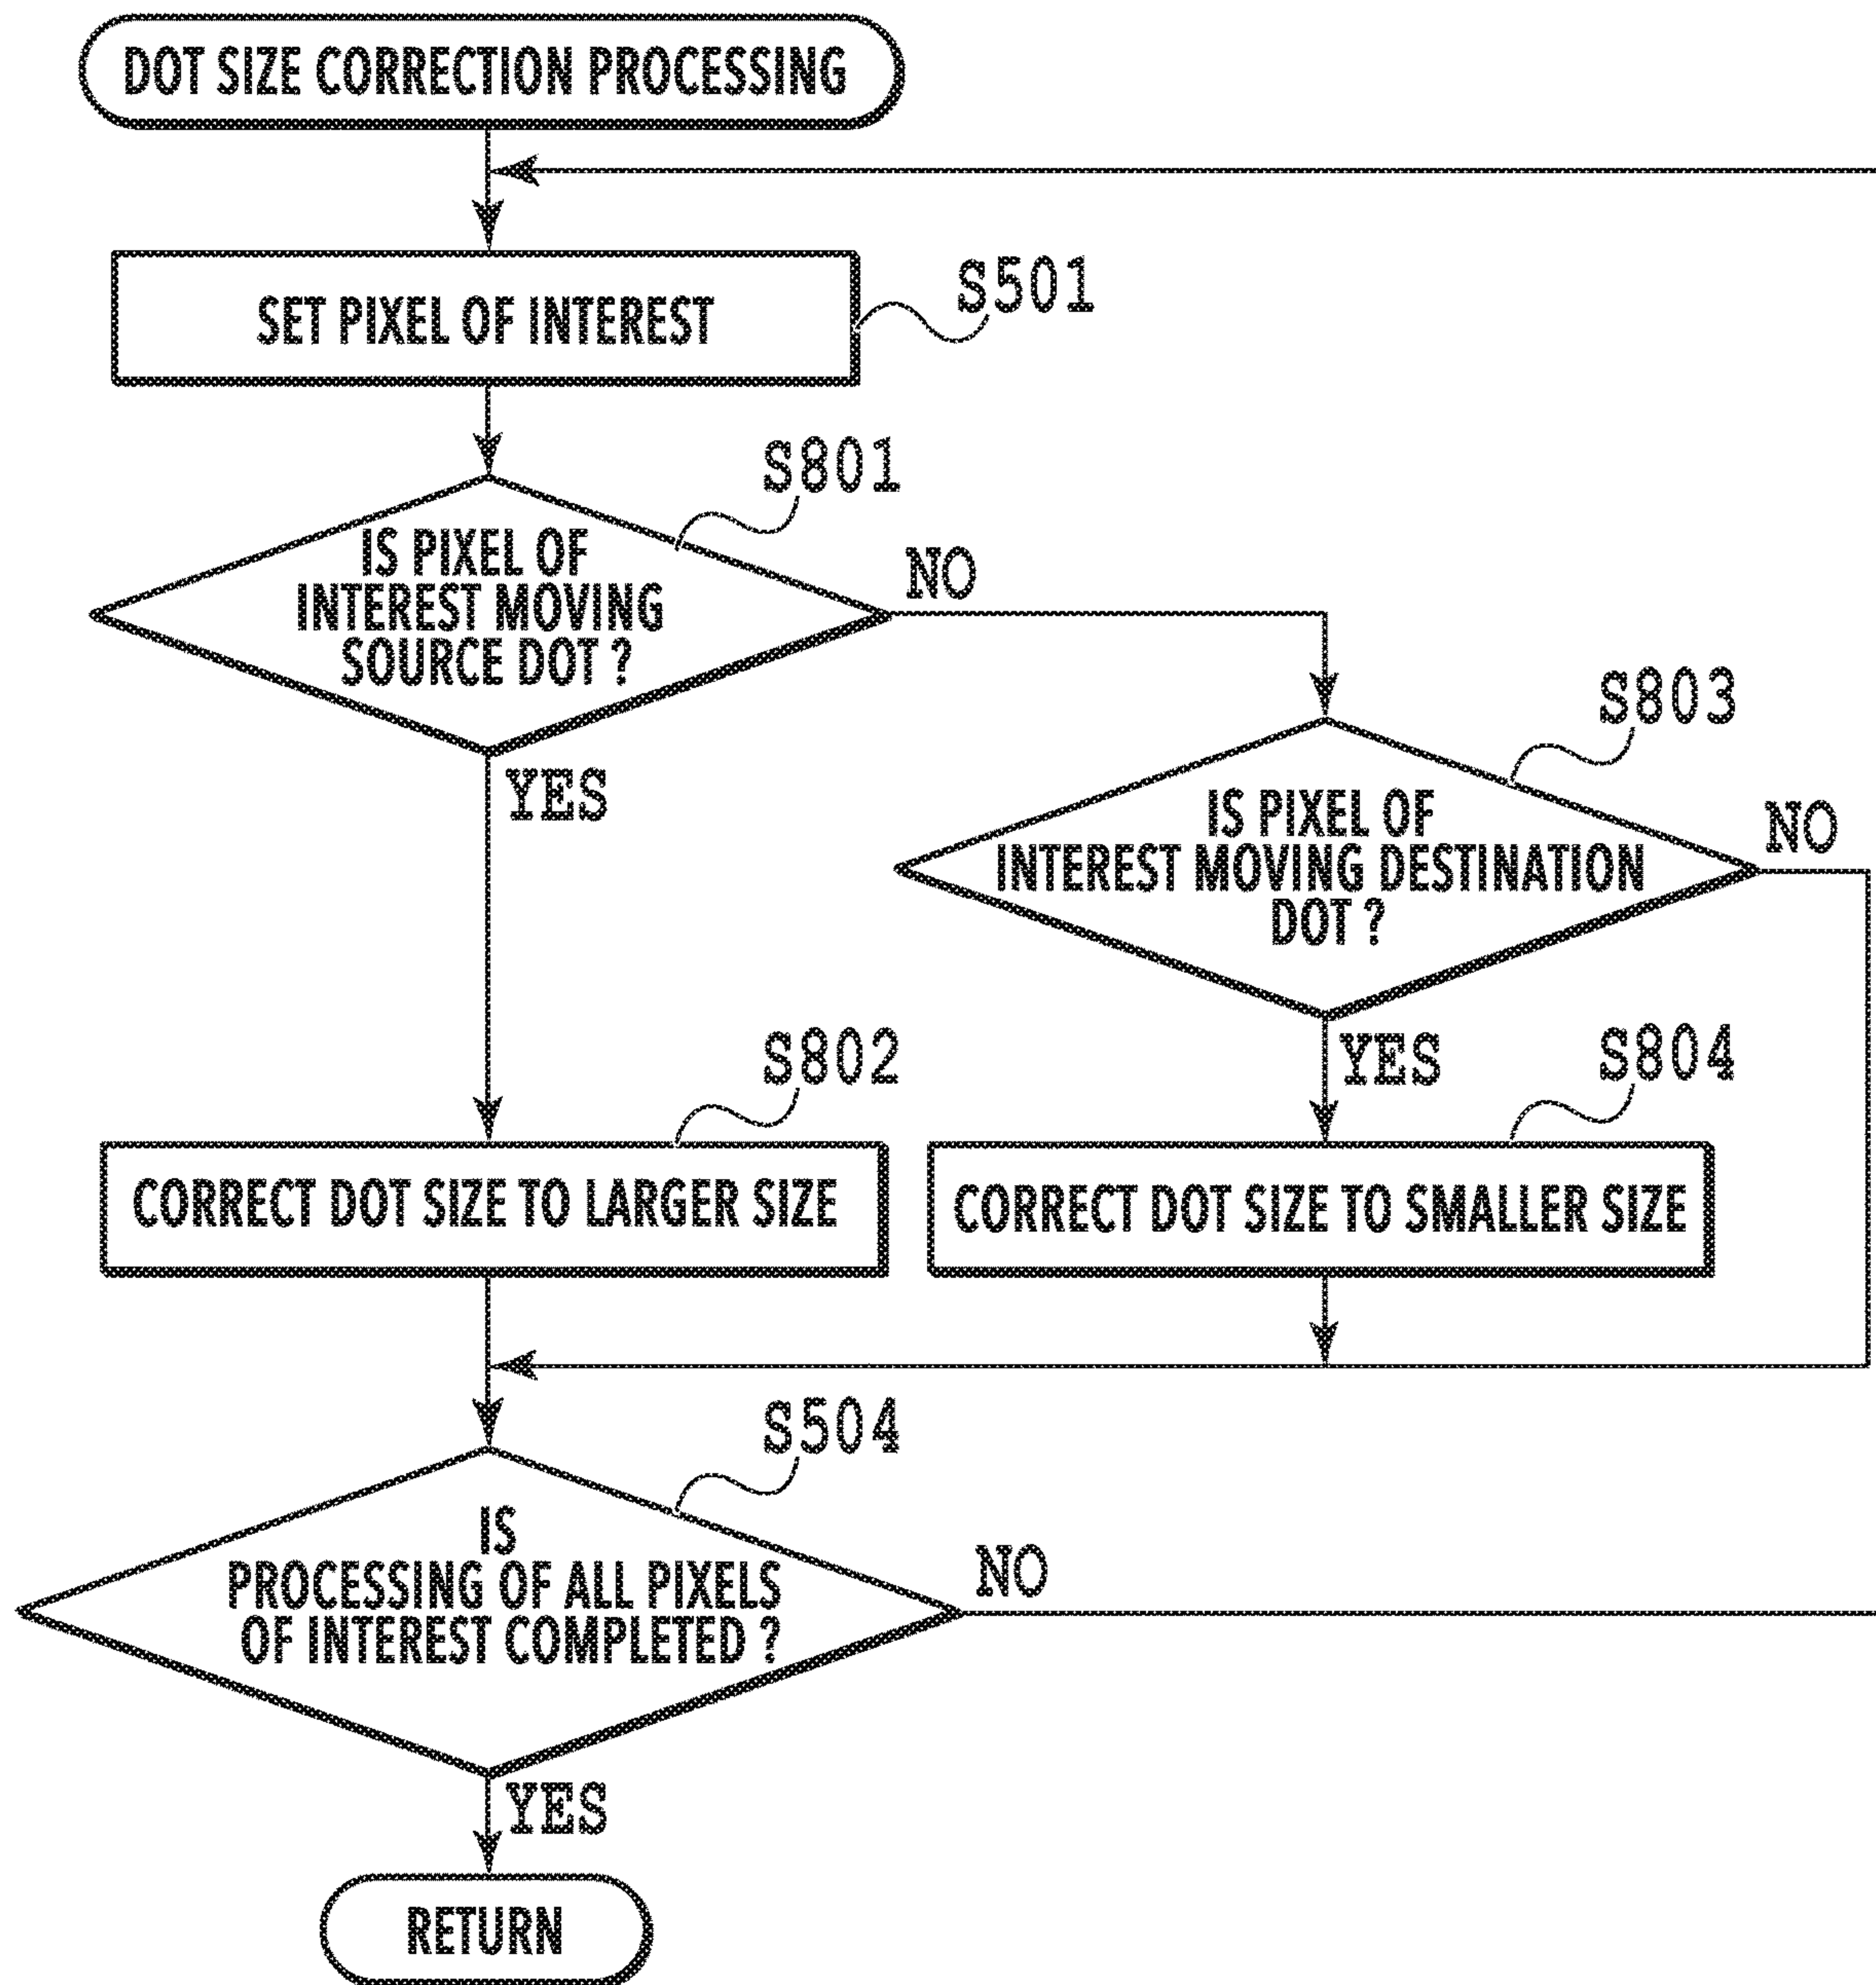 DOT SIZE CORRECTION PROCESSING
SET PIXEL OF INTEREST
S501
S801
IS PIXEL OF
INTEREST MOVING
SOURCE DOT ?
NO
YES
S803
IS PIXEL OF
INTEREST MOVING DESTINATION
DOT ?
NO
YES
S802
CORRECT DOT SIZE TO LARGER SIZE
S804
CORRECT DOT SIZE TO SMALLER SIZE
S504
IS
PROCESSING OF ALL PIXELS
OF INTEREST COMPLETED ?
NO
YES
RETURN